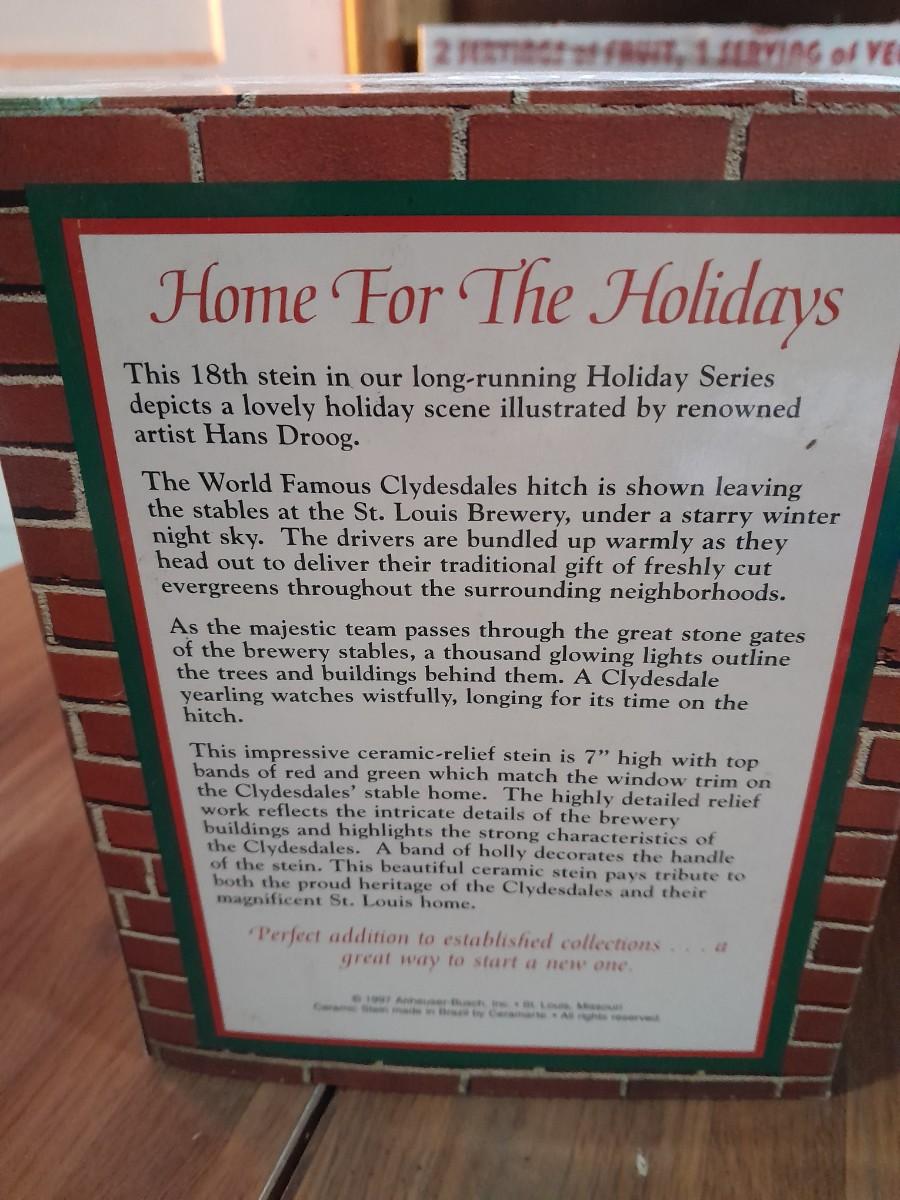 2 SERVINGS of FRUIT, 1 SERVING of VE
Home For The Holidays
This 18th stein in our long-running Holiday Series
depicts a lovely holiday scene illustrated by renowned
artist Hans Droog.
The World Famous Clydesdales hitch is shown leaving
the stables at the St. Louis Brewery, under a starry winter
night sky.  The drivers are bundled up warmly as they
head out to deliver their traditional gift of freshly cut
evergreens throughout the surrounding neighborhoods.
As the majestic team passes through the great stone gates
of the brewery stables, a thousand glowing lights outline
the trees and buildings behind them. A Clydesdale
yearling watches wistfully, longing for its time on the
hitch.
This impressive ceramic-relief stein is 7” high with top
bands of red and green which match the window trim on
the Clydesdales’ stable home.  The highly detailed relief
work reflects the intricate details of the brewery
buildings and highlights the strong characteristics of
the Clydesdales.  A band of holly decorates the handle
of the stein. This beautiful ceramic stein pays tribute to
both the proud heritage of the Clydesdales and their
magnificent St. Louis home.
Perfect addition to established collections . . . a
great way to start a new one.
© 1997 Anheuser-Busch, Inc. • St. Louis, Missouri
Ceramic Stein made in Brazil by Ceramarte. • All rights reserved.